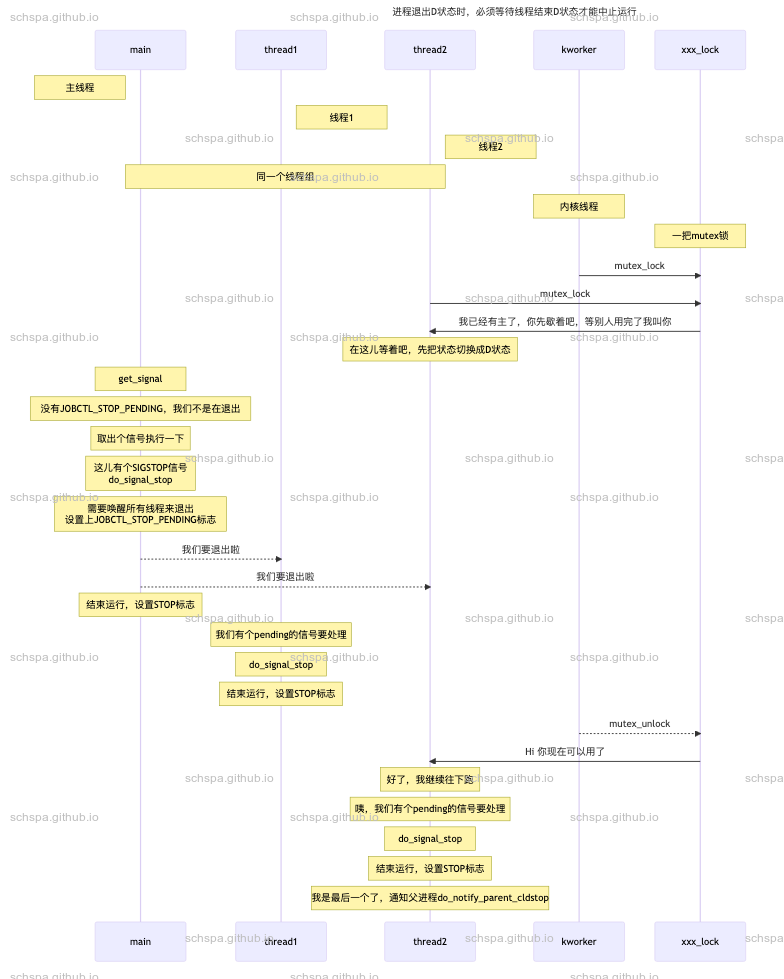 进程退出D状态时，必须等待线程结束D状态才能中止运行
main
thread1
thread2
kworker
xxx_lock
主线程
线程1
线程2
同一个线程组
内核线程
一把mutex锁
mutex_lock
mutex_lock
我已经有主了，你先歇着吧，等别人用完了我叫你
在这儿等着吧，先把状态切换成D状态
get_signal
没有JOBCTL_STOP_PENDING，我们不是在退出
取出个信号执行一下
这儿有个SIGSTOP信号
do_signal_stop
需要唤醒所有线程来退出
设置上JOBCTL_STOP_PENDING标志
我们要退出啦
我们要退出啦
结束运行，设置STOP标志
我们有个pending的信号要处理
do_signal_stop
结束运行，设置STOP标志
mutex_unlock
Hi 你现在可以用了
好了，我继续往下跑
咦，我们有个pending的信号要处理
do_signal_stop
结束运行，设置STOP标志
我是最后一个了，通知父进程do_notify_parent_cldstop
main
thread1
thread2
kworker
xxx_lock
schspa.github.io